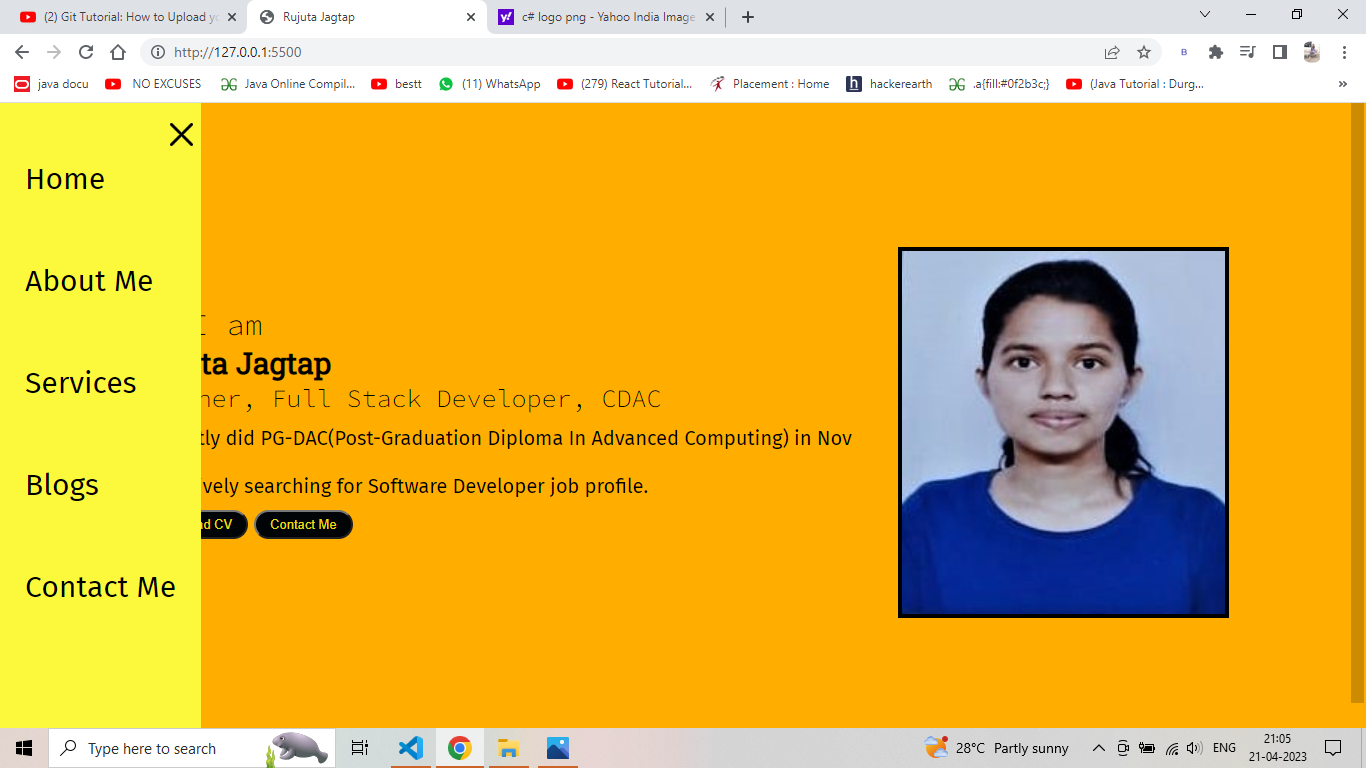 (2) Git Tutorial: How to Upload yo
Rujuta Jagtap
c# logo png - Yahoo India Image
http://127.0.0.1:5500
B
java docu
NO EXCUSES
Java Online Compil...
bestt
(11) WhatsApp
(279) React Tutorial...
Placement : Home
h
hackerearth
.a{fill:#0f2b3c;}
(Java Tutorial : Durg...
»
Home
About Me
Services
Blogs
Contact Me
I am
ta Jagtap
ner, Full Stack Developer, CDAC
tly did PG-DAC(Post-Graduation Diploma In Advanced Computing) in Nov
vely searching for Software Developer job profile.
d CV
Contact Me
Type here to search
28°C Partly sunny
ENG
21:05
21-04-2023